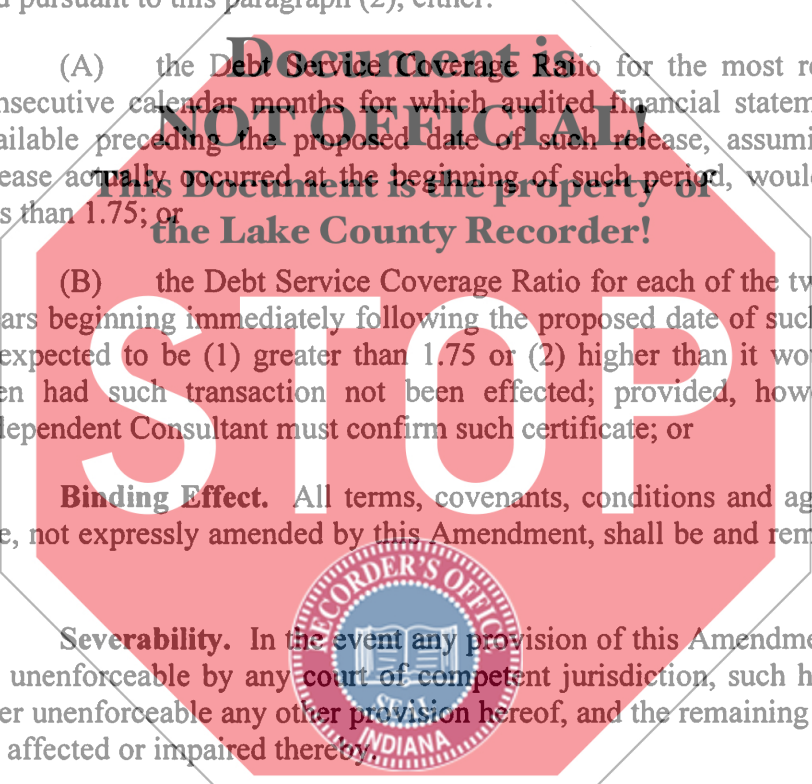 d pursuant to this paragraph (2), either:
Document is
(A) the Debt Service Coverage Ratio for the most re
nsecutive calendar months for which audited financial statem
NOT OFFICIAL!
ailable preceding the proposed date of such release, assumi
ease actually occurred at the beginning of such period, would
This Document is the property of
s than 1.75; or
the Lake County Recorder!
(B) the Debt Service Coverage Ratio for each of the tw
ars beginning immediately following the proposed date of such
expected to be (1) greater than 1.75 or (2) higher than it wou
en had such transaction not been effected; provided, howe
dependent Consultant must confirm such certificate; or
STOP
Binding Effect. All terms, covenants, conditions and ag
e, not expressly amended by this Amendment, shall be and rem
RECORDER'S OFFICE
Severability. In the event any provision of this Amendme
unenforceable by any court of competent jurisdiction, such h
er unenforceable any other provision hereof, and the remaining
affected or impaired thereby.
SEAL
INDIANA